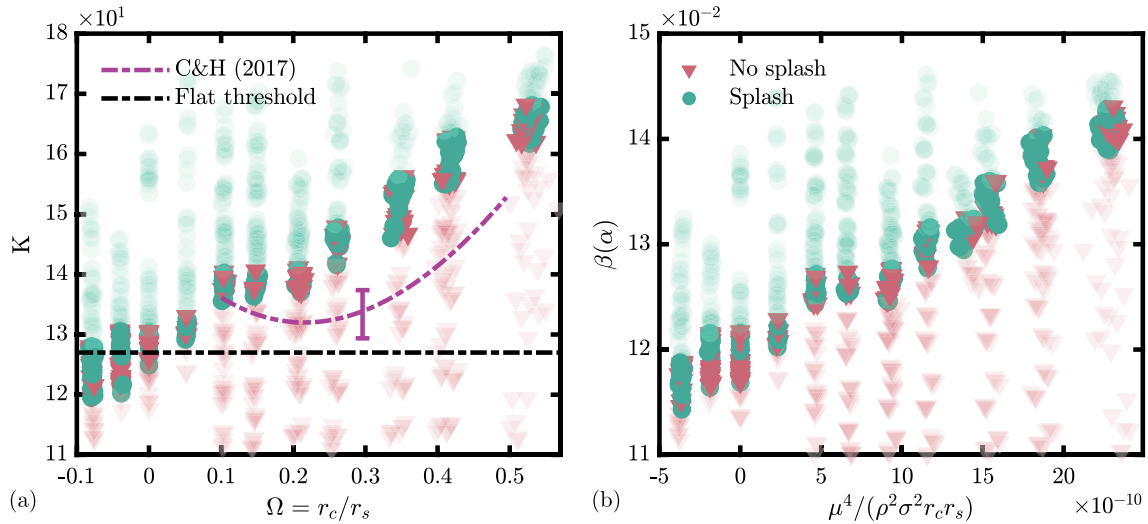 ×10¹
18
17
16
15
14
13
12
11
K
C&H (2017)
Flat threshold
-0.1
0
0.1
0.2
0.3
0.4
0.5
Ω = r_c/r_s
(a)
×10⁻²
15
14
13
12
11
β(α)
No splash
Splash
-5
0
5
10
15
20
×10⁻¹⁰
μ⁴/(ρ²σ²r_cr_s)
(b)